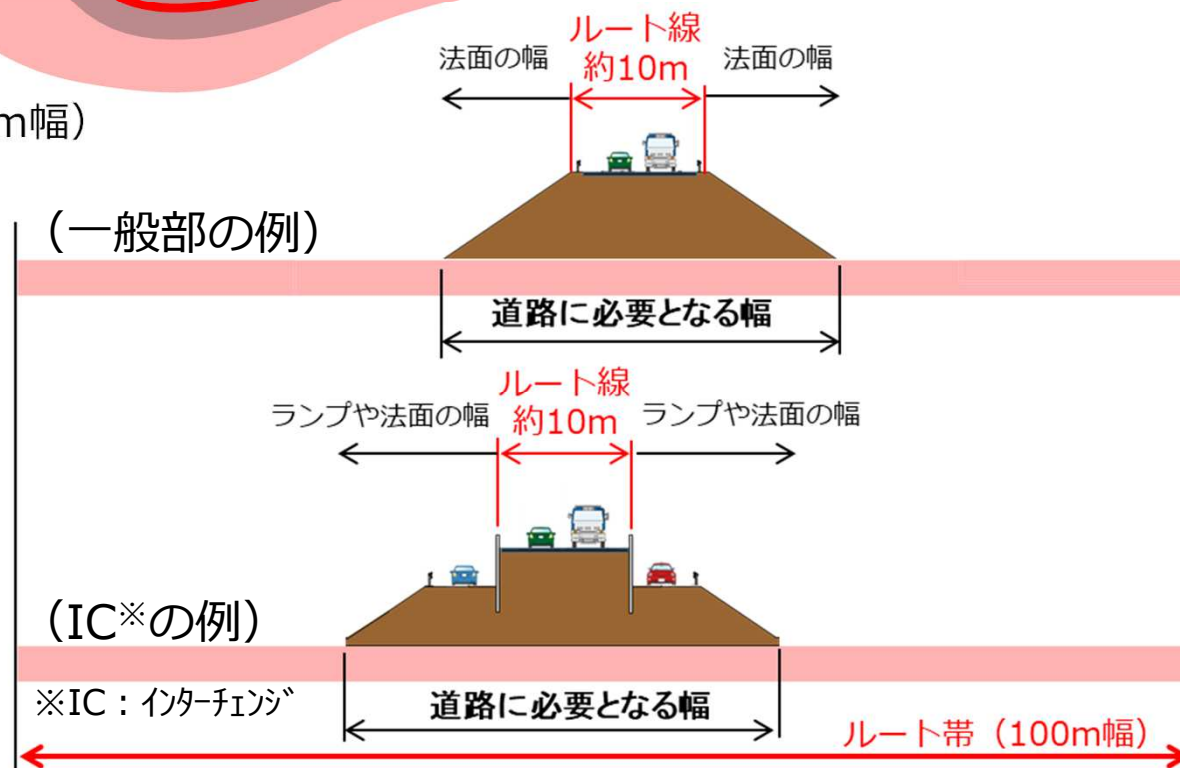 ルート線
約10m
法面の幅
法面の幅
m幅）
（一般部の例）
道路に必要となる幅
ルート線
約10m
ランプや法面の幅
ランプや法面の幅
（IC※の例）
※IC：ｲﾝﾀｰﾁｪﾝｼﾞ
道路に必要となる幅
ルート帯（100m幅）